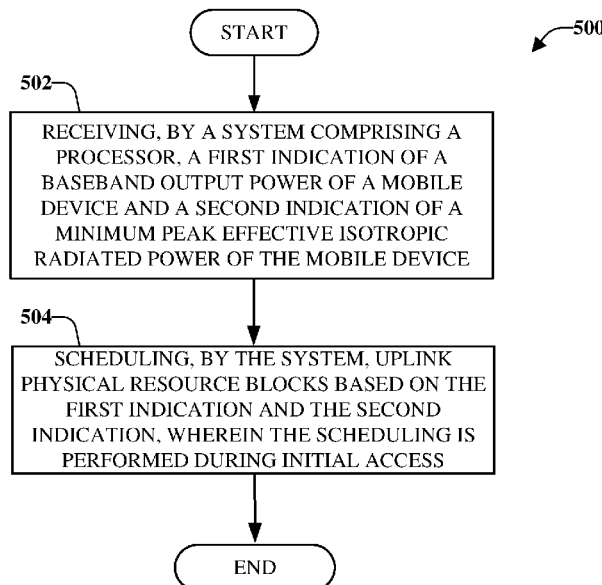 START
500
502
RECEIVING, BY A SYSTEM COMPRISING A
PROCESSOR, A FIRST INDICATION OF A
BASEBAND OUTPUT POWER OF A MOBILE
DEVICE AND A SECOND INDICATION OF A
MINIMUM PEAK EFFECTIVE ISOTROPIC
RADIATED POWER OF THE MOBILE DEVICE
504
SCHEDULING, BY THE SYSTEM, UPLINK
PHYSICAL RESOURCE BLOCKS BASED ON THE
FIRST INDICATION AND THE SECOND
INDICATION, WHEREIN THE SCHEDULING IS
PERFORMED DURING INITIAL ACCESS
END